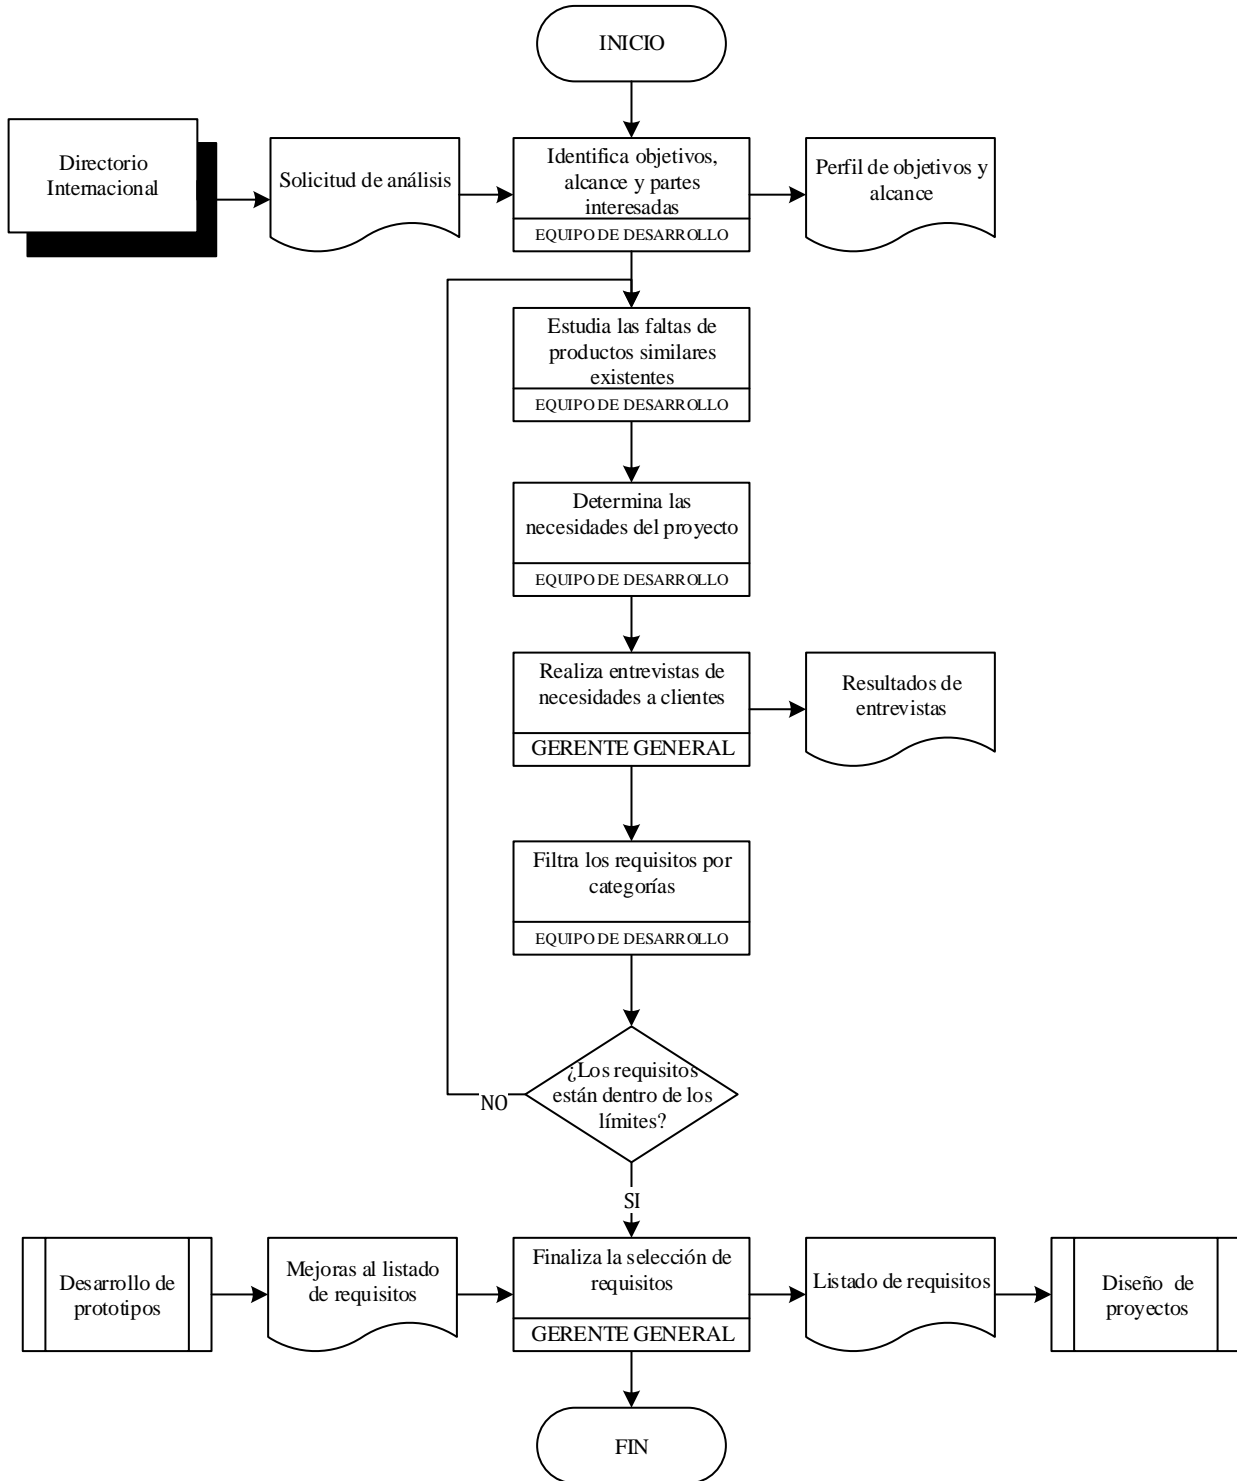 INICIO
Directorio
Internacional
Solicitud de análisis
Identifica objetivos,
alcance y partes
interesadas
EQUIPO DE DESARROLLO
Perfil de objetivos y
alcance
Estudia las faltas de
productos similares
existentes
EQUIPO DE DESARROLLO
Determina las
necesidades del proyecto
EQUIPO DE DESARROLLO
Realiza entrevistas de
necesidades a clientes
GERENTE GENERAL
Resultados de
entrevistas
Filtra los requisitos por
categorías
EQUIPO DE DESARROLLO
¿Los requisitos
están dentro de los
límites?
NO
SI
Desarrollo de
prototipos
Mejoras al listado
de requisitos
Finaliza la selección de
requisitos
GERENTE GENERAL
Listado de requisitos
Diseño de
proyectos
FIN